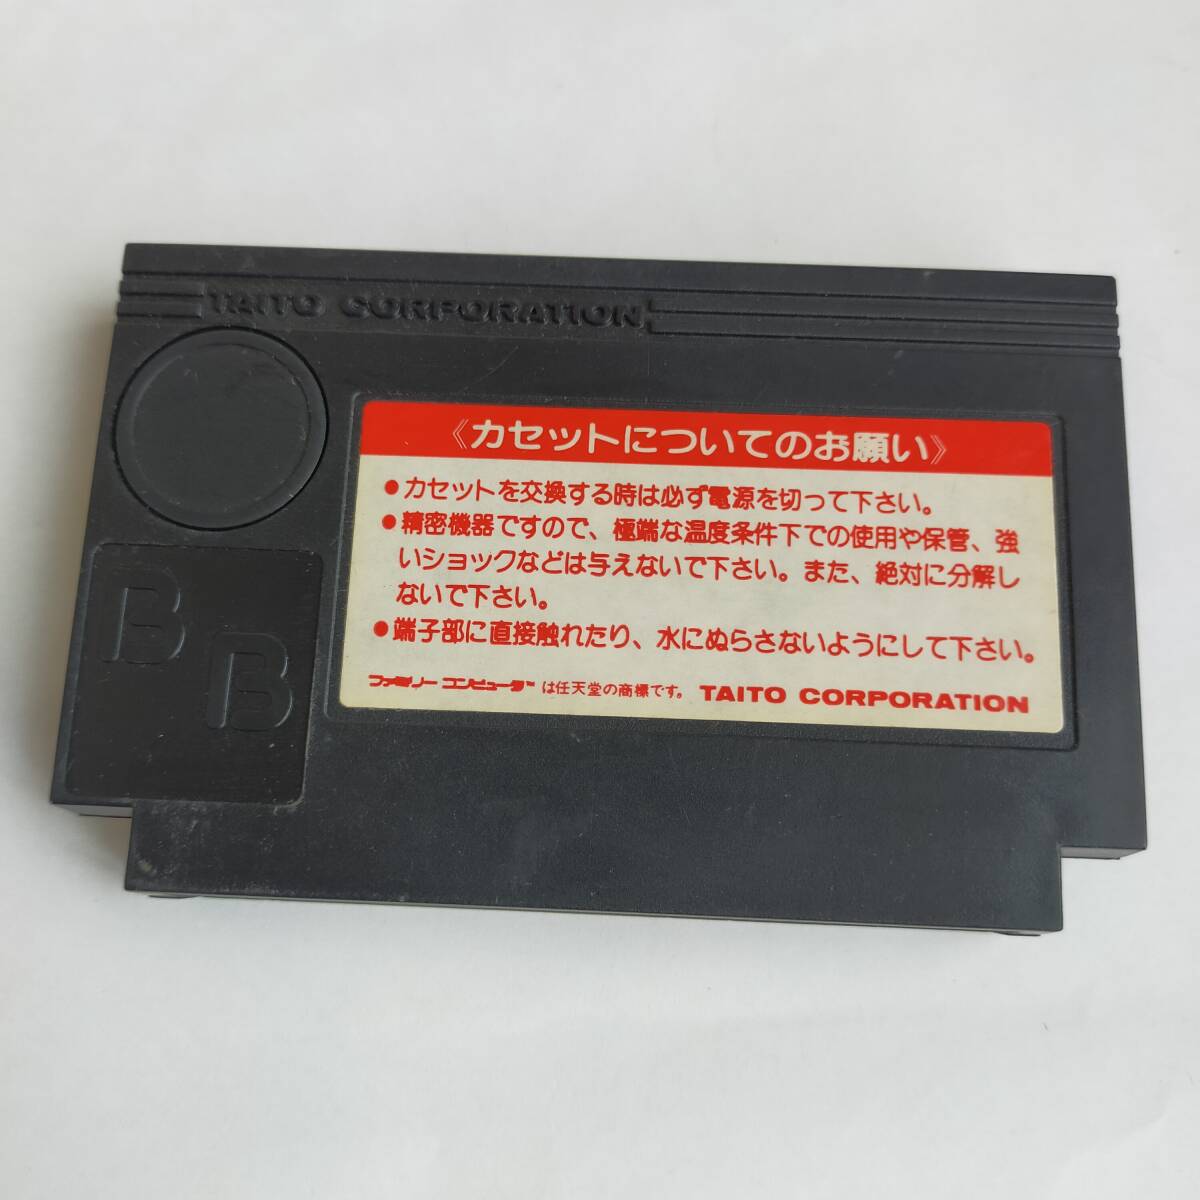 TAITO CORPORATION
《カセットについてのお願い》
●カセットを交換する時は必ず電源を切って下さい。
●精密機器ですので、極端な温度条件下での使用や保管、強
いショックなどは与えないで下さい。また、絶対に分解し
ないで下さい。
●端子部に直接触れたり、水にぬらさないようにして下さい。
ファミリーコンピュータは任天堂の商標です。 TAITO CORPORATION
B
B